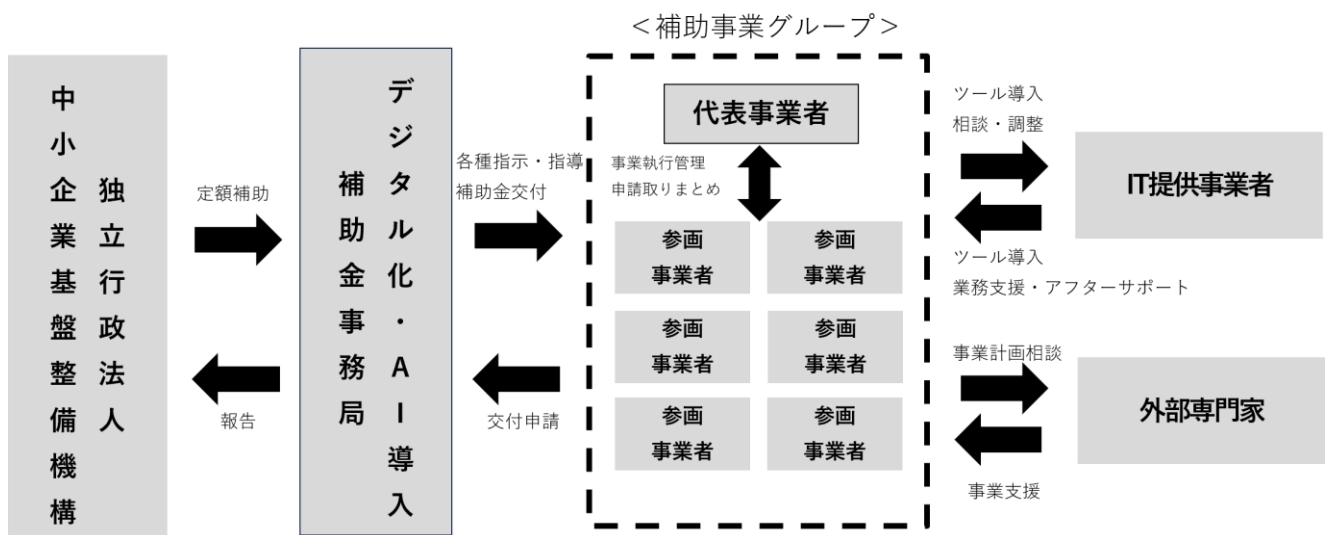 ＜補助事業グループ＞
独立行政法人
中小企業基盤整備機構
定額補助
報告
デジタル化・AI導入
補助金事務局
各種指示・指導
補助金交付
交付申請
代表事業者
事業執行管理
申請取りまとめ
参画
事業者
参画
事業者
参画
事業者
参画
事業者
参画
事業者
参画
事業者
ツール導入
相談・調整
IT提供事業者
ツール導入
業務支援・アフターサポート
事業計画相談
外部専門家
事業支援